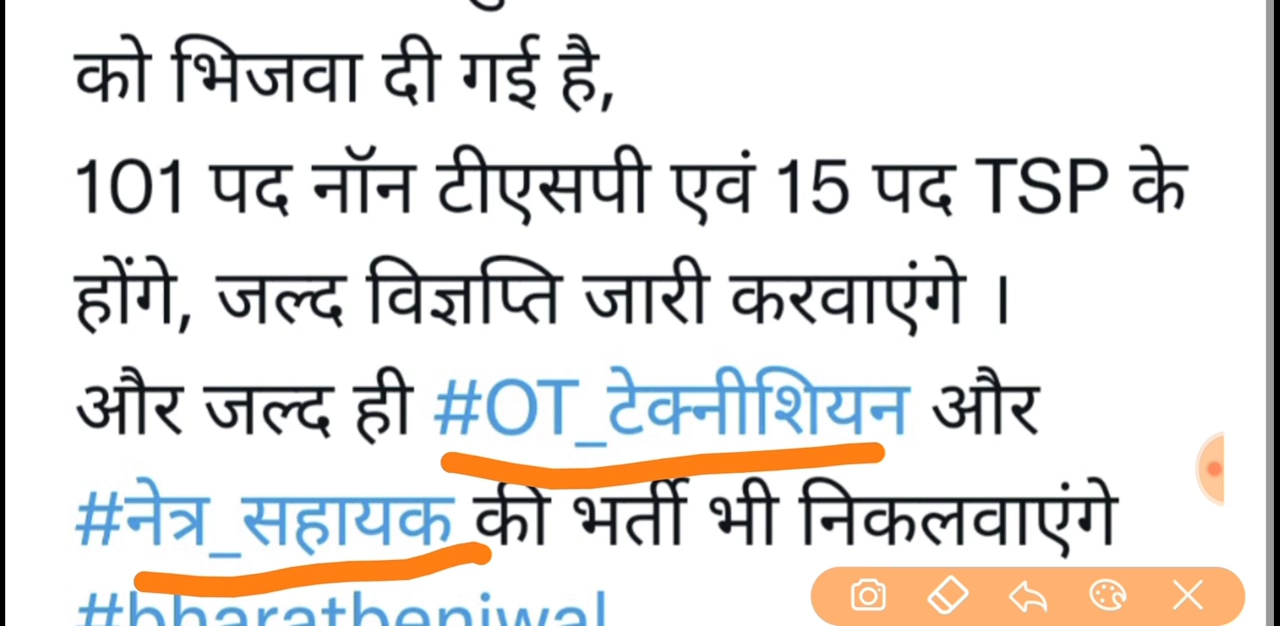 को भिजवा दी गई है,
101 पद नॉन टीएसपी एवं 15 पद TSP के
होंगे, जल्द विज्ञप्ति जारी करवाएंगे ।
और जल्द ही #OT_टेक्नीशियन और
#नेत्र_सहायक की भर्ती भी निकलवाएंगे
#bharatbeniwal